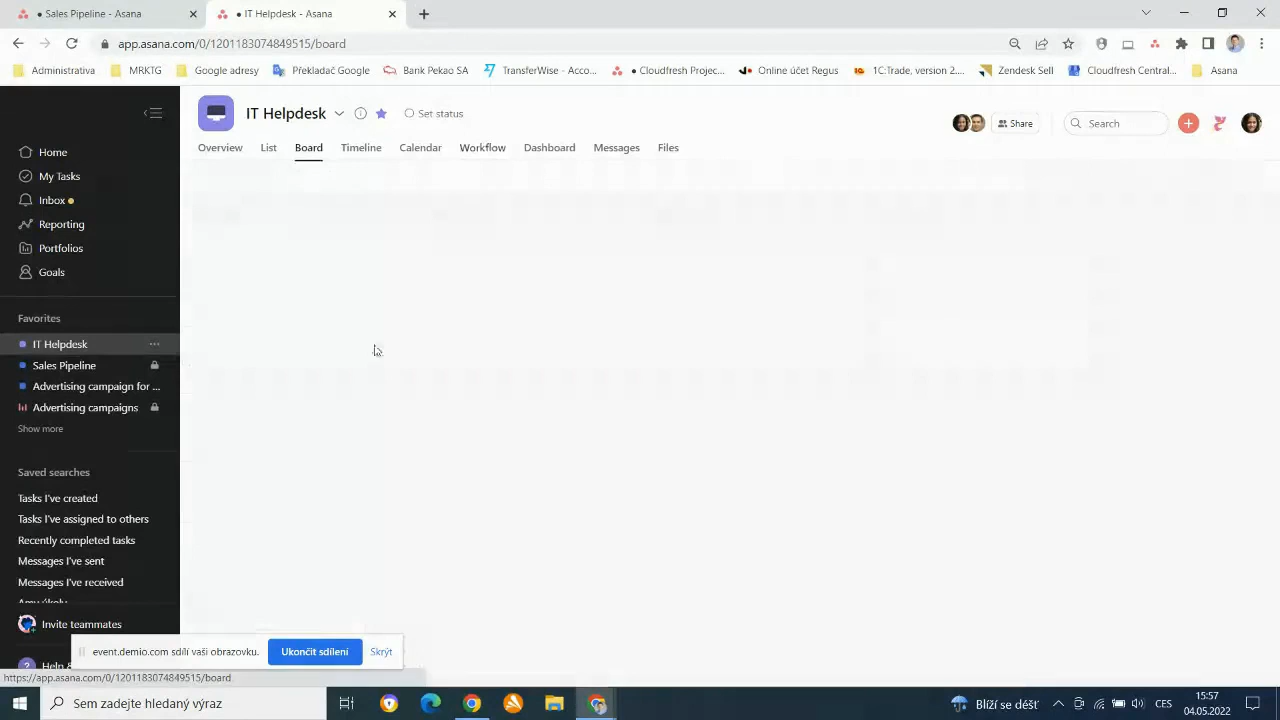 Sales Pipeline - Asana
IT Helpdesk - Asana
app.asana.com/0/1201183074849515/board
Administrativa
MRKTG
Google adresy
Překladač Google
Bank Pekao SA
TransferWise - Acco...
Cloudfresh Projec...
Online účet Regus
1C:Trade, version 2....
Zendesk Sell
Cloudfresh Central...
Asana
IT Helpdesk
Set status
Share
Search
Overview
List
Board
Timeline
Calendar
Workflow
Dashboard
Messages
Files
Home
My Tasks
Inbox
Reporting
Portfolios
Goals
Favorites
IT Helpdesk
Sales Pipeline
Advertising campaign for ...
Advertising campaigns
Show more
Saved searches
Tasks I've created
Tasks I've assigned to others
Recently completed tasks
Messages I've sent
Messages I've received
Invite teammates
Help &
event.demio.com sdílí vaši obrazovku.
Ukončit sdílení
Skrýt
https://app.asana.com/0/1201183074849515/board
Sem zadejte hledaný výraz
Blíží se déšť
CES
15:57
04.05.2022